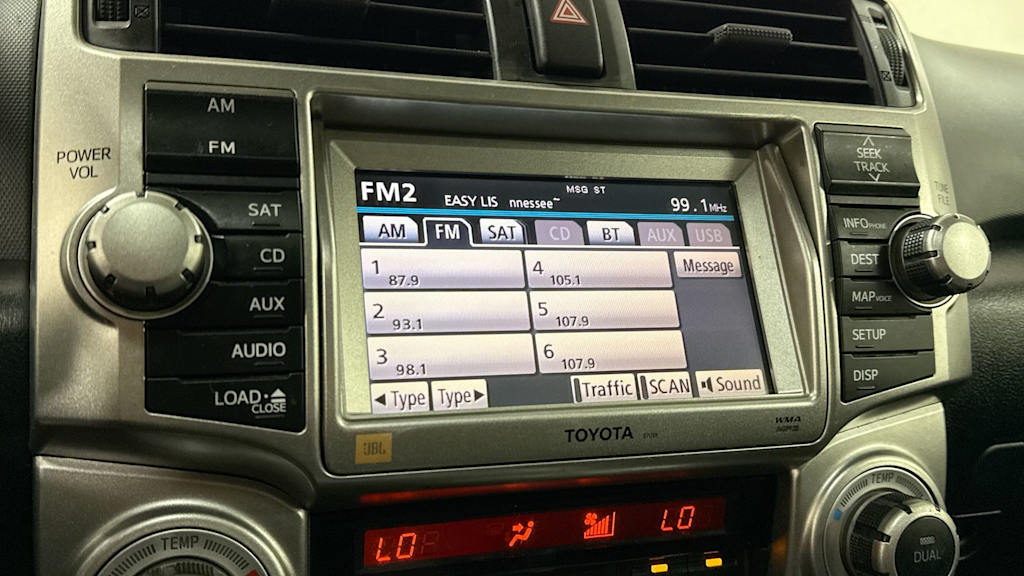 AM
FM
POWER
VOL
SAT
CD
AUX
AUDIO
LOAD
CLOSE
FM2
MSG ST
EASY LIS nnessee~
99.1MHz
AM FM SAT CD BT AUX USB
1 87.9
4 105.1
Message
2 93.1
5 107.9
3 98.1
6 107.9
◀Type Type▶ Traffic SCAN Sound
JBL
TOYOTA
WMA
MP3
SEEK
TRACK
TUNE
FILE
INFO PHONE
DEST
MAP VOICE
SETUP
DISP
LO
LO
TEMP
TEMP
DUAL